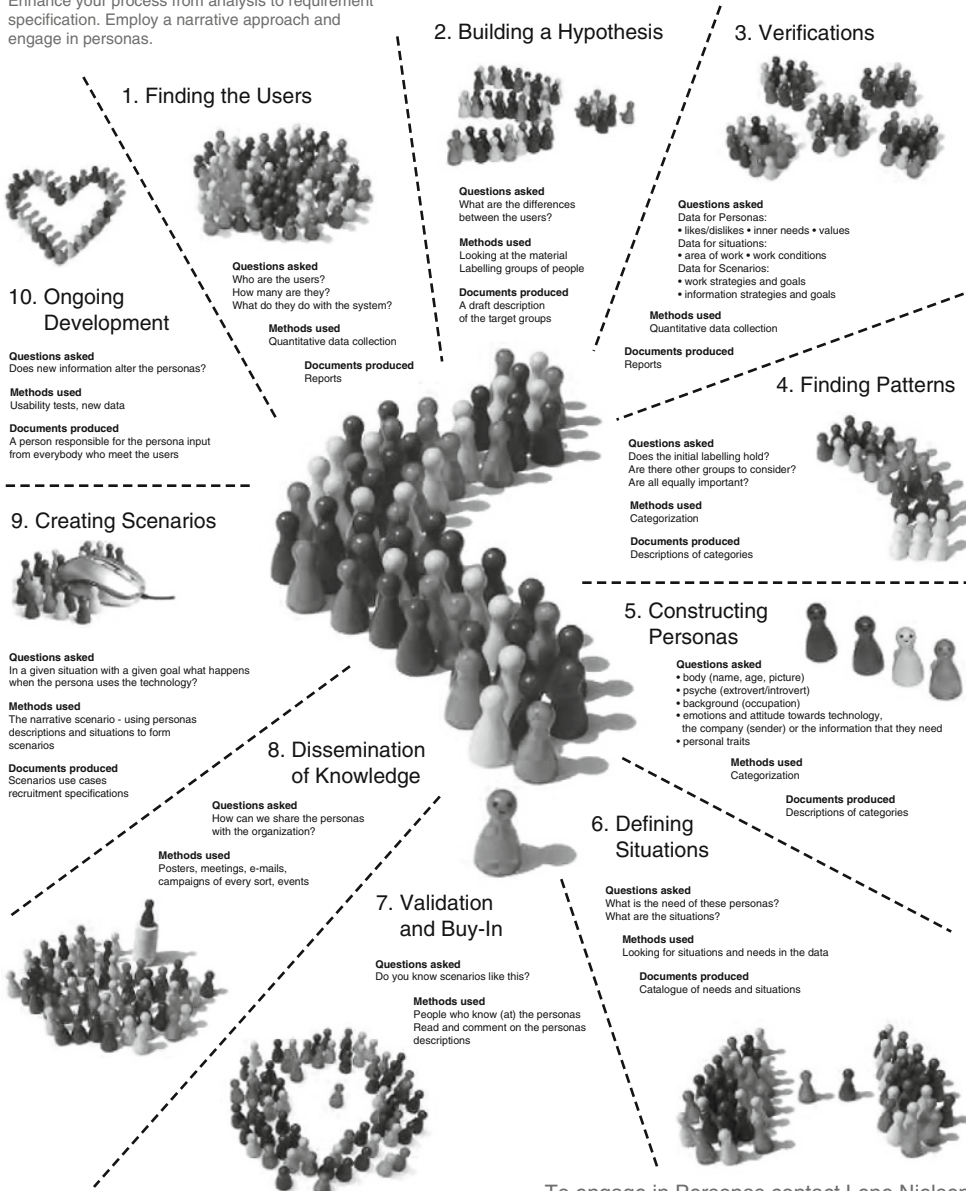 Enhance your process from analysis to requirement
specification. Employ a narrative approach and
engage in personas.
1. Finding the Users
Questions asked
Who are the users?
How many are they?
What do they do with the system?
Methods used
Quantitative data collection
Documents produced
Reports
2. Building a Hypothesis
Questions asked
What are the differences
between the users?
Methods used
Looking at the material
Labelling groups of people
Documents produced
A draft description
of the target groups
3. Verifications
Questions asked
Data for Personas:
• likes/dislikes • inner needs • values
Data for situations:
• area of work • work conditions
Data for Scenarios:
• work strategies and goals
• information strategies and goals
Methods used
Quantitative data collection
Documents produced
Reports
4. Finding Patterns
Questions asked
Does the initial labelling hold?
Are there other groups to consider?
Are all equally important?
Methods used
Categorization
Documents produced
Descriptions of categories
5. Constructing
Personas
Questions asked
• body (name, age, picture)
• psyche (extrovert/introvert)
• background (occupation)
• emotions and attitude towards technology,
the company (sender) or the information that they need
• personal traits
Methods used
Categorization
Documents produced
Descriptions of categories
6. Defining
Situations
Questions asked
What is the need of these personas?
What are the situations?
Methods used
Looking for situations and needs in the data
Documents produced
Catalogue of needs and situations
7. Validation
and Buy-In
Questions asked
Do you know scenarios like this?
Methods used
People who know (at) the personas
Read and comment on the personas
descriptions
8. Dissemination
of Knowledge
Questions asked
How can we share the personas
with the organization?
Methods used
Posters, meetings, e-mails,
campaigns of every sort, events
9. Creating Scenarios
Questions asked
In a given situation with a given goal what happens
when the persona uses the technology?
Methods used
The narrative scenario - using personas
descriptions and situations to form
scenarios
Documents produced
Scenarios use cases
recruitment specifications
10. Ongoing
Development
Questions asked
Does new information alter the personas?
Methods used
Usability tests, new data
Documents produced
A person responsible for the persona input
from everybody who meet the users
To engage in Personas contact Lene Nielsen